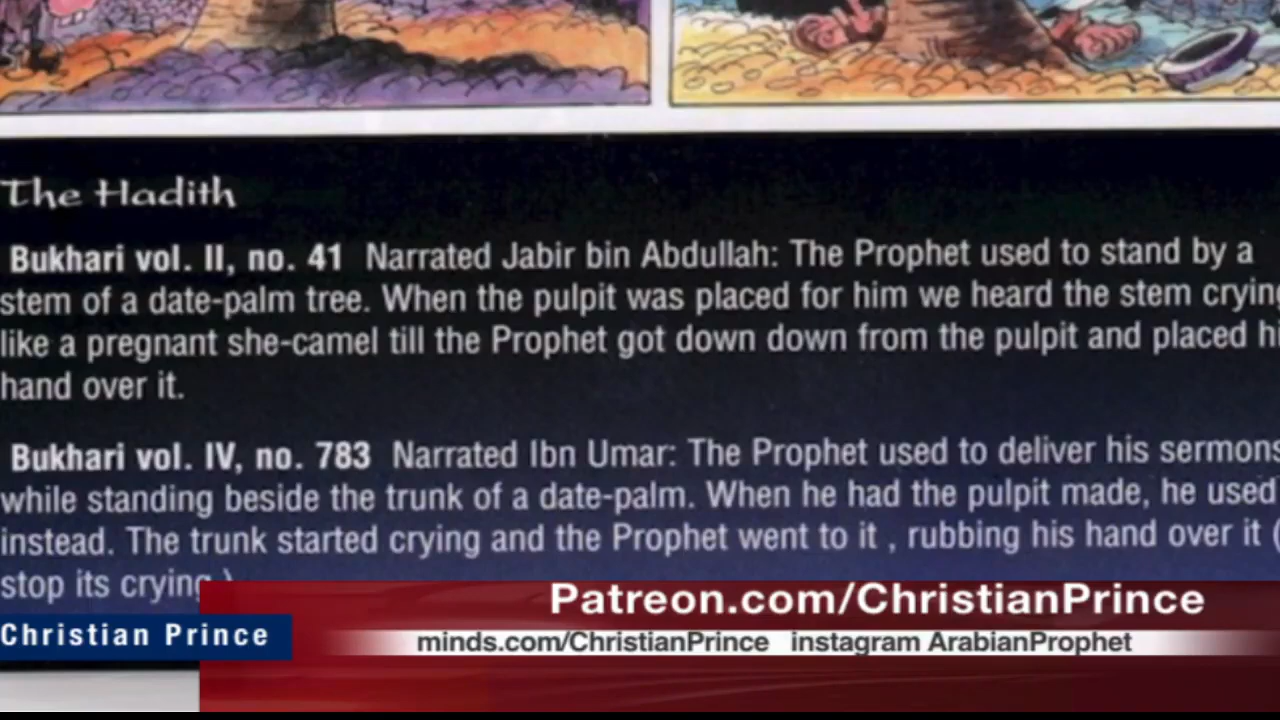 The Hadith
Bukhari vol. II, no. 41 Narrated Jabir bin Abdullah: The Prophet used to stand by a
stem of a date-palm tree. When the pulpit was placed for him we heard the stem cryin
like a pregnant she-camel till the Prophet got down down from the pulpit and placed hi
hand over it.
Bukhari vol. IV, no. 783 Narrated Ibn Umar: The Prophet used to deliver his sermons
while standing beside the trunk of a date-palm. When he had the pulpit made, he used
instead. The trunk started crying and the Prophet went to it , rubbing his hand over it (
stop its crying )
Patreon.com/ChristianPrince
Christian Prince
minds.com/ChristianPrince instagram ArabianProphet